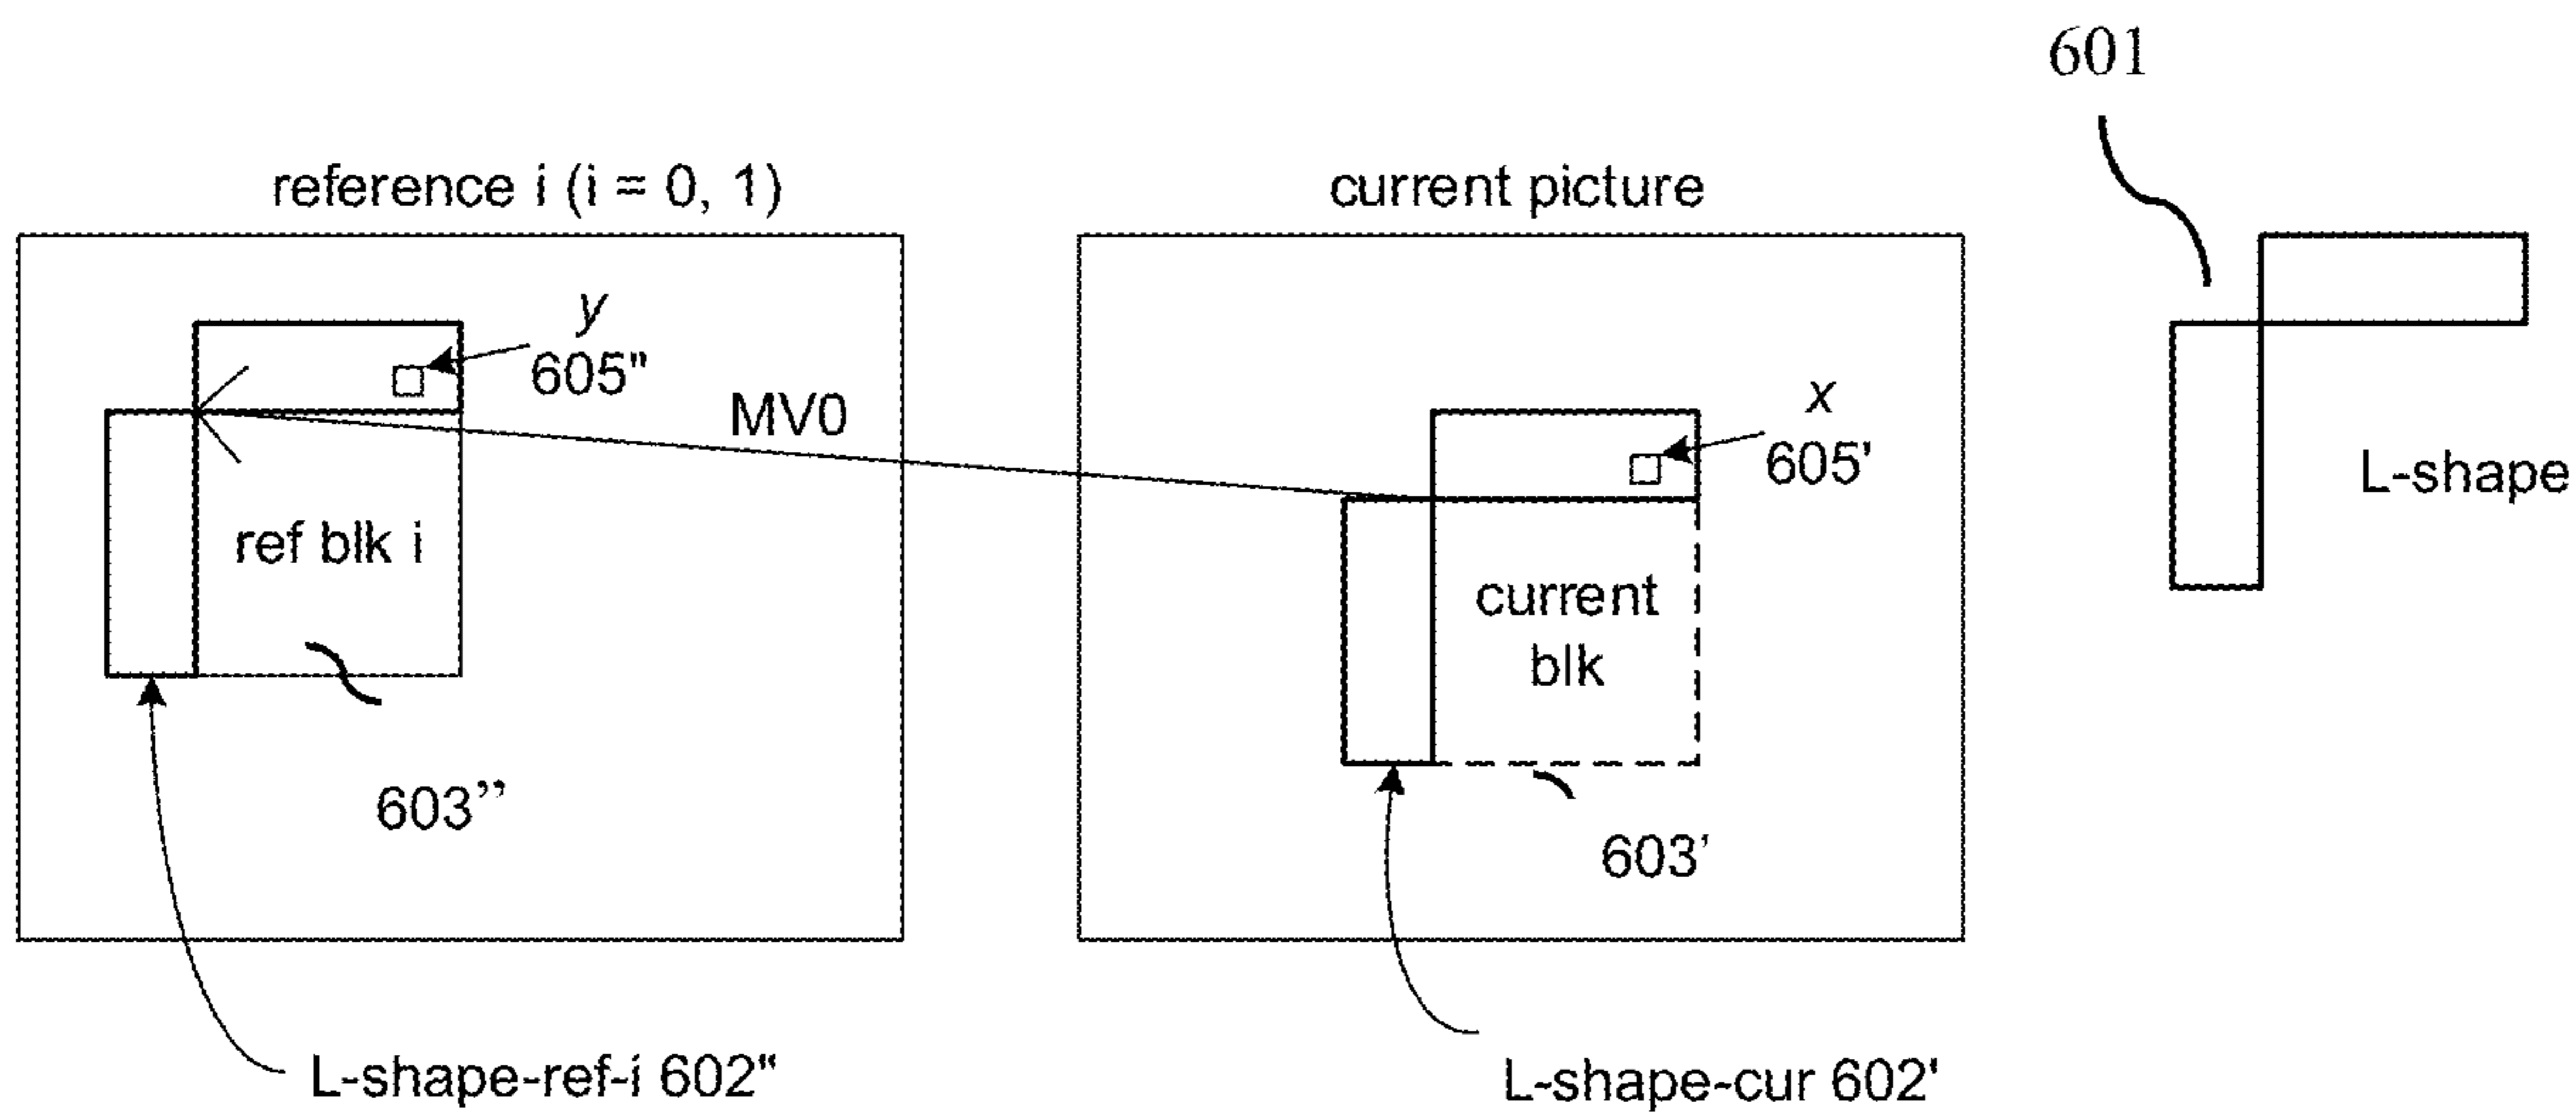 601
reference i (i = 0, 1)
current picture
y
605"
MV0
x
605'
L-shape
ref blk i
current
blk
603”
603’
L-shape-ref-i 602"
L-shape-cur 602'